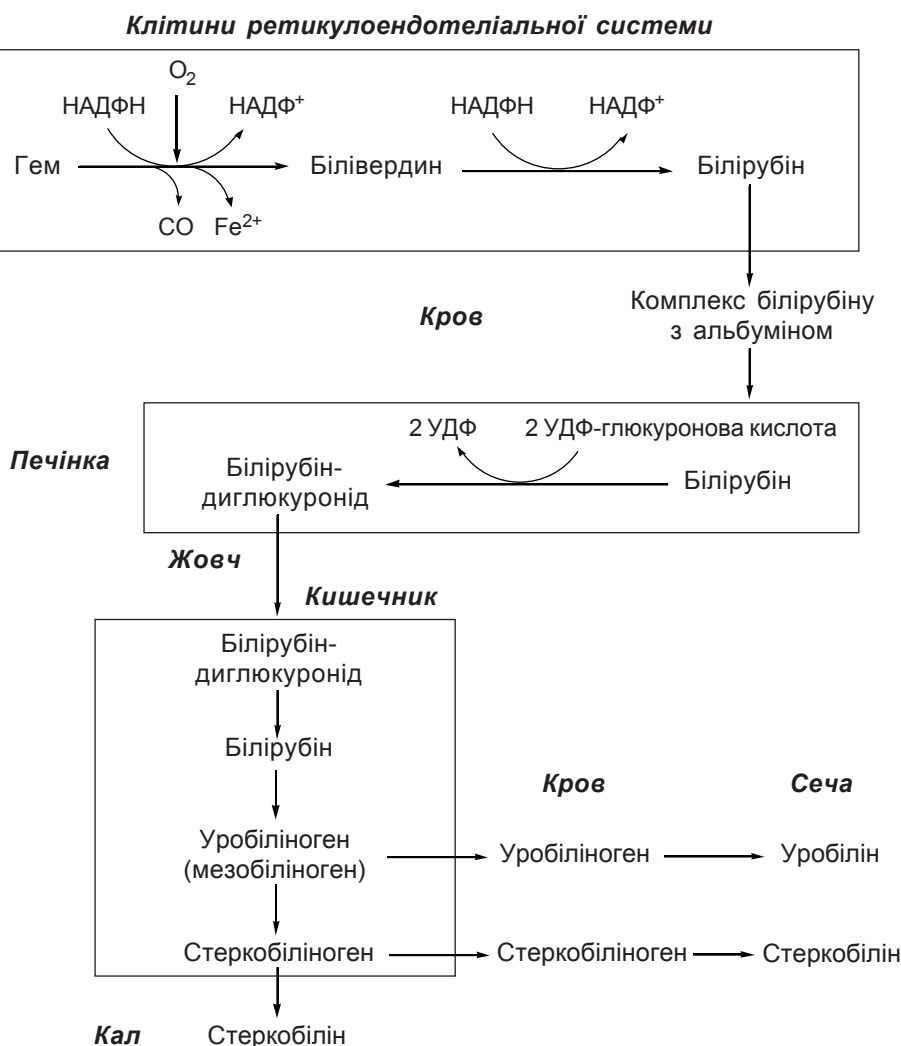 Клітини ретикулоендотеліальної системи
O2
НАДФН НАДФ+ НАДФН НАДФ+
Гем Білівердин Білірубін
CO Fe2+
Кров
Комплекс білірубіну
з альбуміном
2 УДФ 2 УДФ-глюкуронова кислота
Печінка
Білірубін-
диглюкуронід
Білірубін
Жовч
Кишечник
Білірубін-
диглюкуронід
Білірубін
Кров Сеча
Уробіліноген
(мезобіліноген)
Уробіліноген Уробілін
Стеркобіліноген Стеркобіліноген Стеркобілін
Кал Стеркобілін